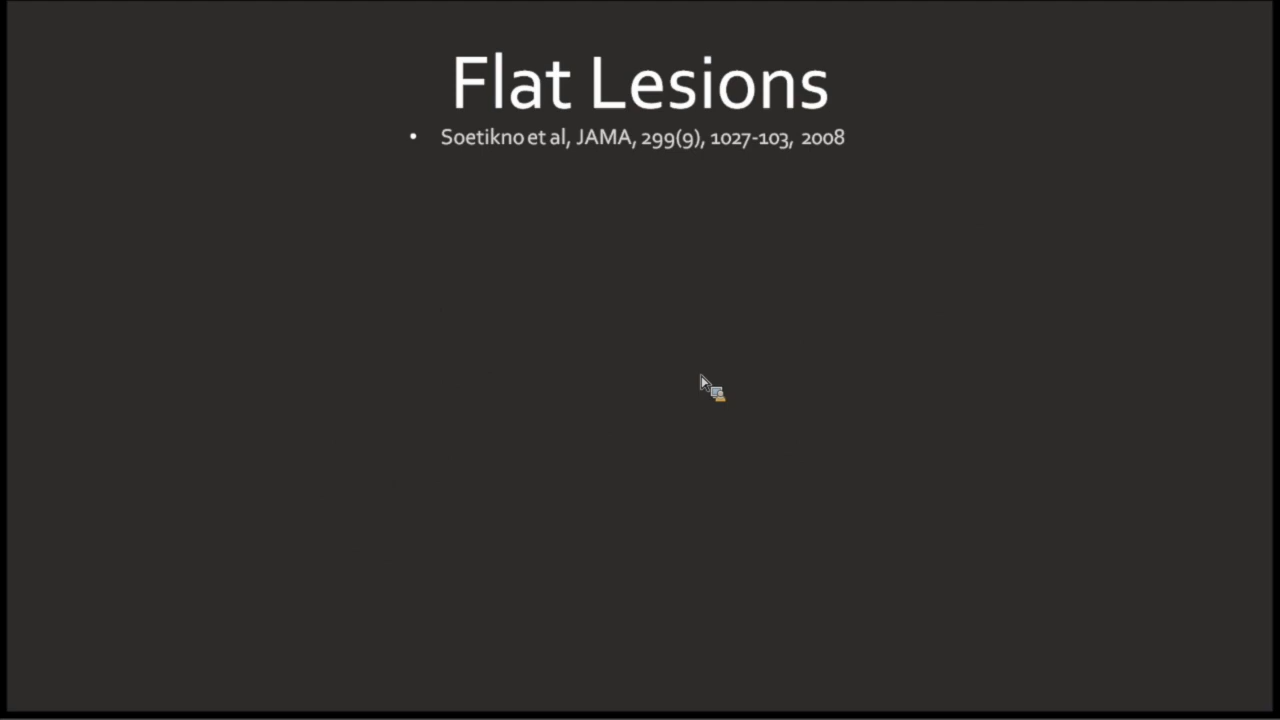 Flat Lesions
• Soetikno et al, JAMA, 299(9), 1027-103, 2008